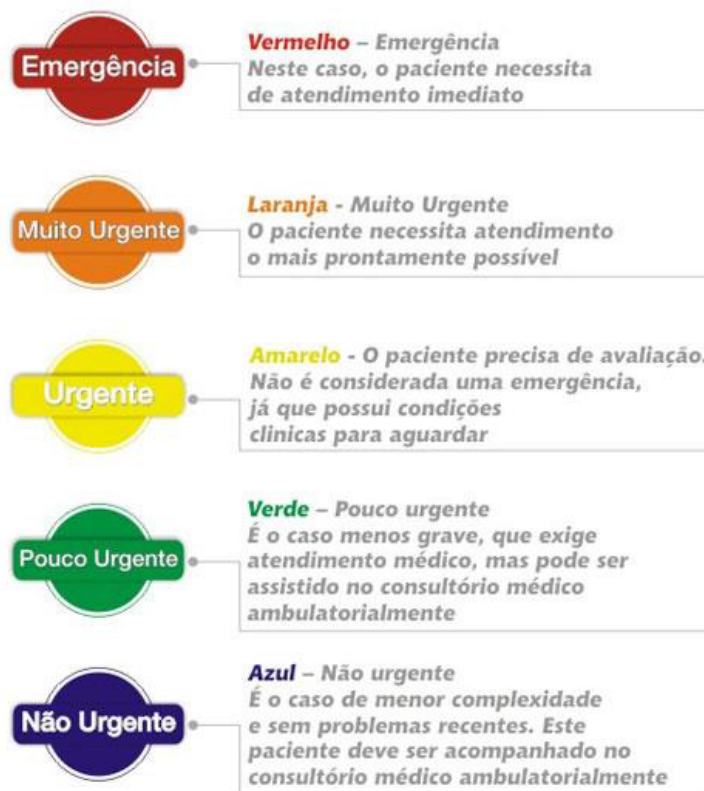 Emergência
Vermelho – Emergência
Neste caso, o paciente necessita
de atendimento imediato
Muito Urgente
Laranja - Muito Urgente
O paciente necessita atendimento
o mais prontamente possível
Urgente
Amarelo - O paciente precisa de avaliação.
Não é considerada uma emergência,
já que possui condições
clinicas para aguardar
Pouco Urgente
Verde – Pouco urgente
É o caso menos grave, que exige
atendimento médico, mas pode ser
assistido no consultório médico
ambulatorialmente
Não Urgente
Azul – Não urgente
É o caso de menor complexidade
e sem problemas recentes. Este
paciente deve ser acompanhado no
consultório médico ambulatorialmente